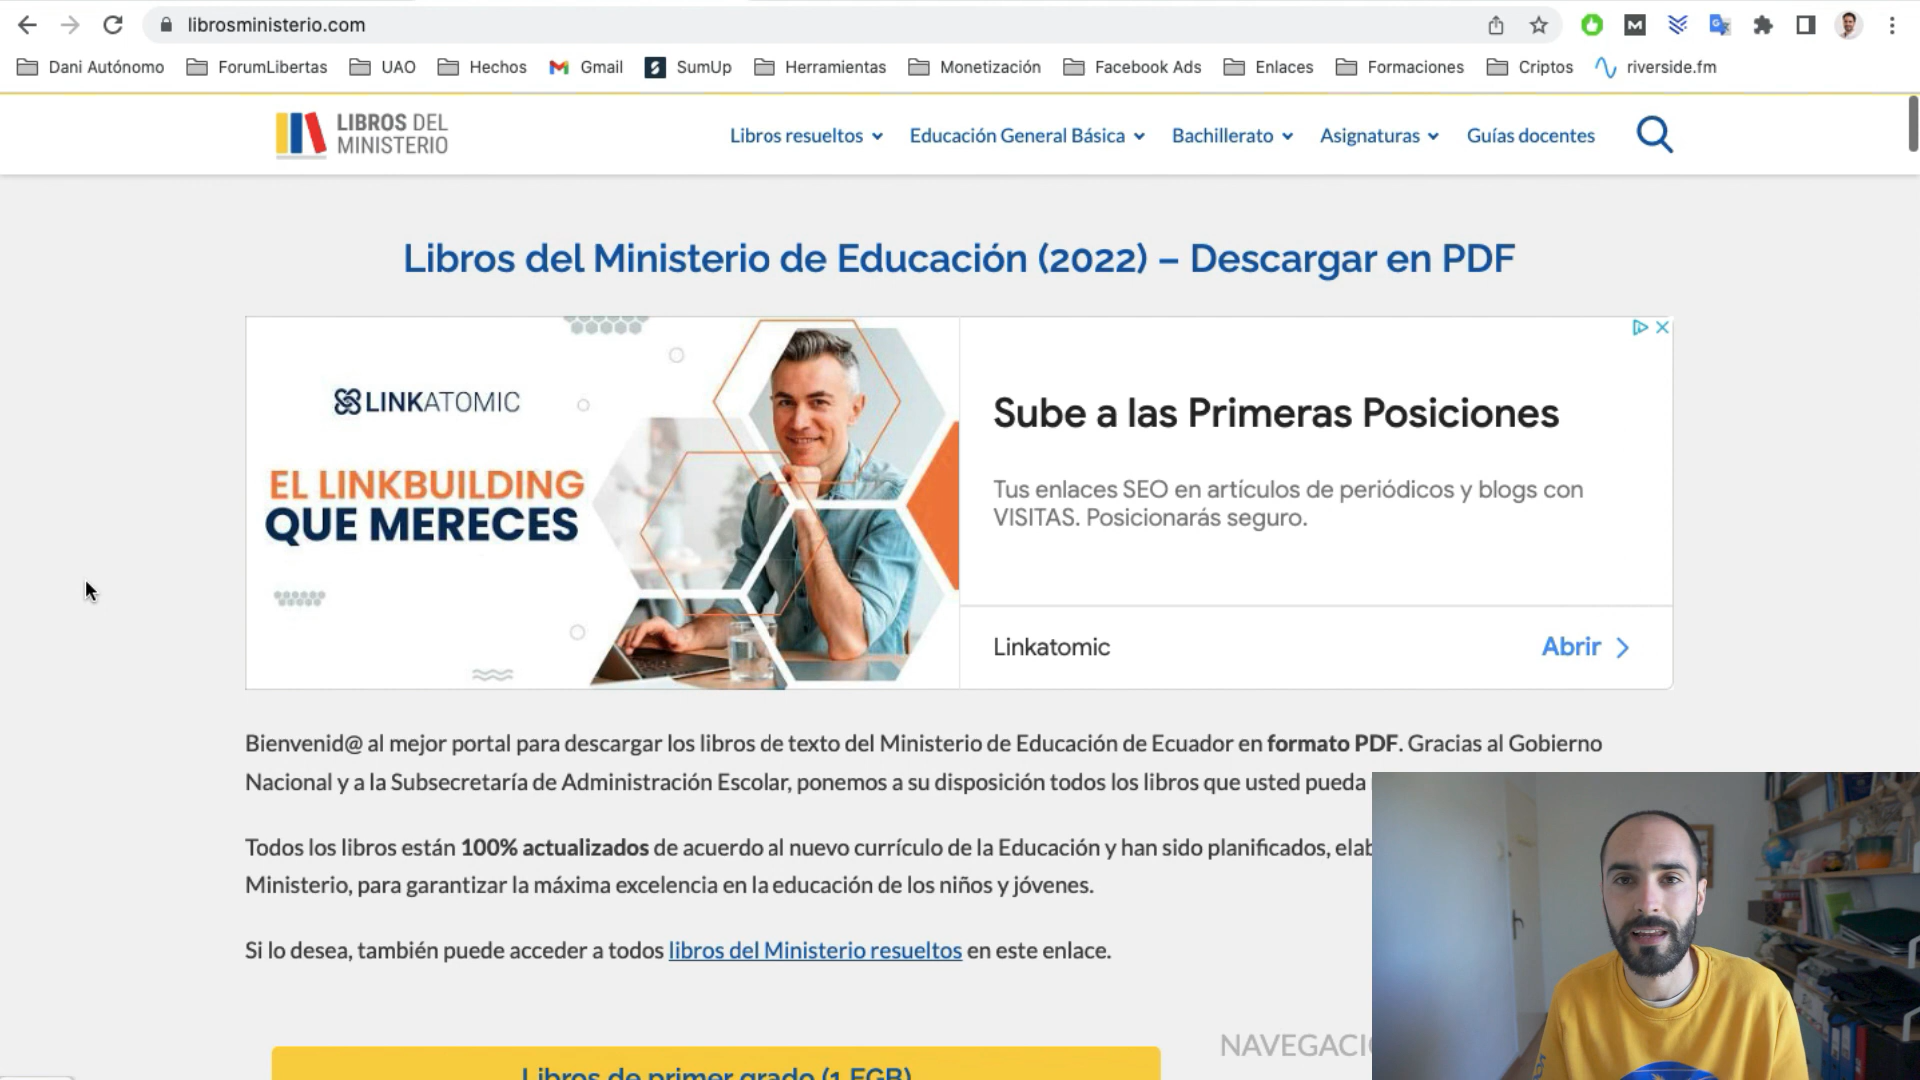 librosministerio.com
Dani Autónomo ForumLibertas UAO Hechos Gmail SumUp Herramientas Monetización Facebook Ads Enlaces Formaciones Criptos riverside.fm
LIBROS DEL
MINISTERIO
Libros resueltos Educación General Básica Bachillerato Asignaturas Guías docentes
Libros del Ministerio de Educación (2022) – Descargar en PDF
LINKATOMIC
EL LINKBUILDING
QUE MERECES
Sube a las Primeras Posiciones
Tus enlaces SEO en artículos de periódicos y blogs con
VISITAS. Posicionarás seguro.
Linkatomic
Abrir
Bienvenid@ al mejor portal para descargar los libros de texto del Ministerio de Educación de Ecuador en formato PDF. Gracias al Gobierno
Nacional y a la Subsecretaría de Administración Escolar, ponemos a su disposición todos los libros que usted pueda
Todos los libros están 100% actualizados de acuerdo al nuevo currículo de la Educación y han sido planificados,
Ministerio, para garantizar la máxima excelencia en la educación de los niños y jóvenes.
Si lo desea, también puede acceder a todos libros del Ministerio resueltos en este enlace.
Libros de primer grado (1 EGB)